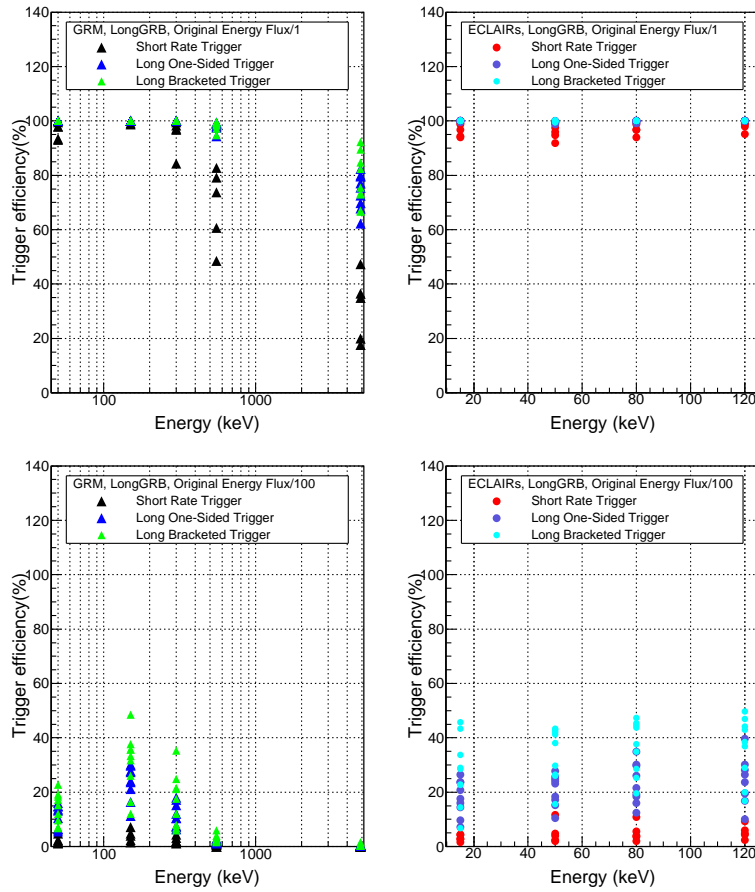 GRM, LongGRB, Original Energy Flux/1
Short Rate Trigger
Long One-Sided Trigger
Long Bracketed Trigger
Trigger efficiency(%)
140
120
100
80
60
40
20
0
100
1000
Energy (keV)
ECLAIRs, LongGRB, Original Energy Flux/1
Short Rate Trigger
Long One-Sided Trigger
Long Bracketed Trigger
Trigger efficiency(%)
140
120
100
80
60
40
20
0
20
40
60
80
100
120
Energy (keV)
GRM, LongGRB, Original Energy Flux/100
Short Rate Trigger
Long One-Sided Trigger
Long Bracketed Trigger
Trigger efficiency(%)
140
120
100
80
60
40
20
0
100
1000
Energy (keV)
ECLAIRs, LongGRB, Original Energy Flux/100
Short Rate Trigger
Long One-Sided Trigger
Long Bracketed Trigger
Trigger efficiency(%)
140
120
100
80
60
40
20
0
20
40
60
80
100
120
Energy (keV)